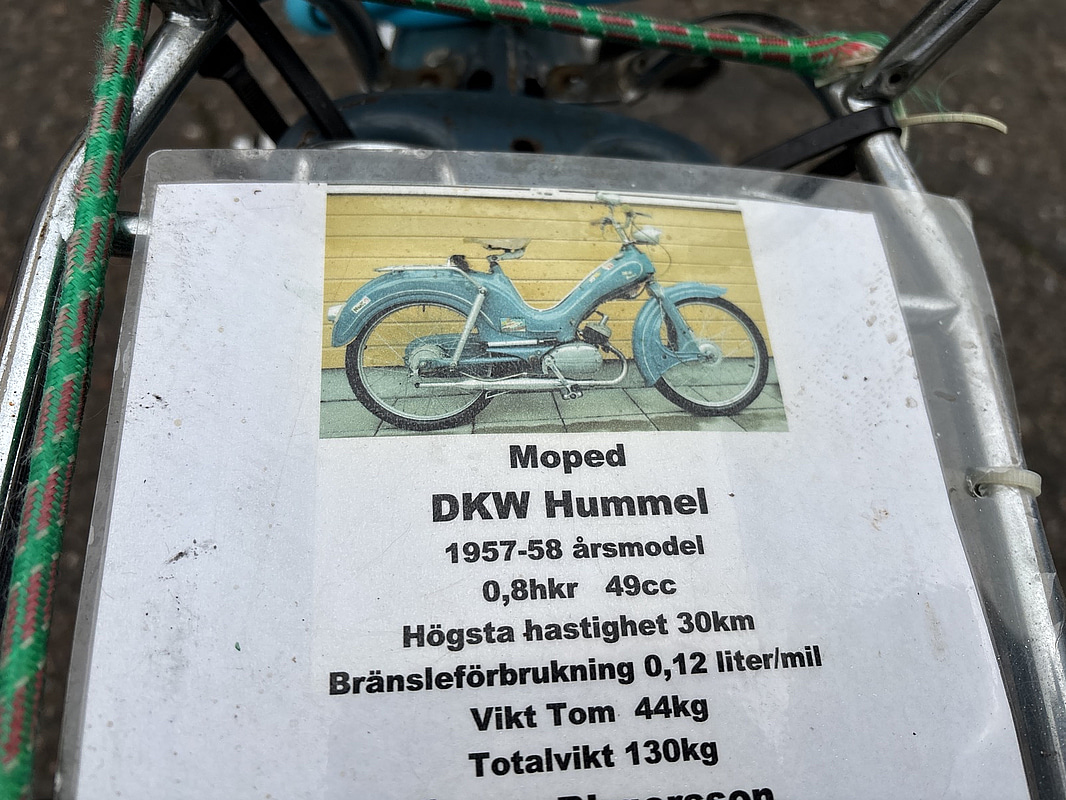 Moped
DKW Hummel
1957-58 årsmodel
0,8hkr 49cc
Högsta hastighet 30km
Bränsleförbrukning 0,12 liter/mil
Vikt Tom 44kg
Totalvikt 130kg